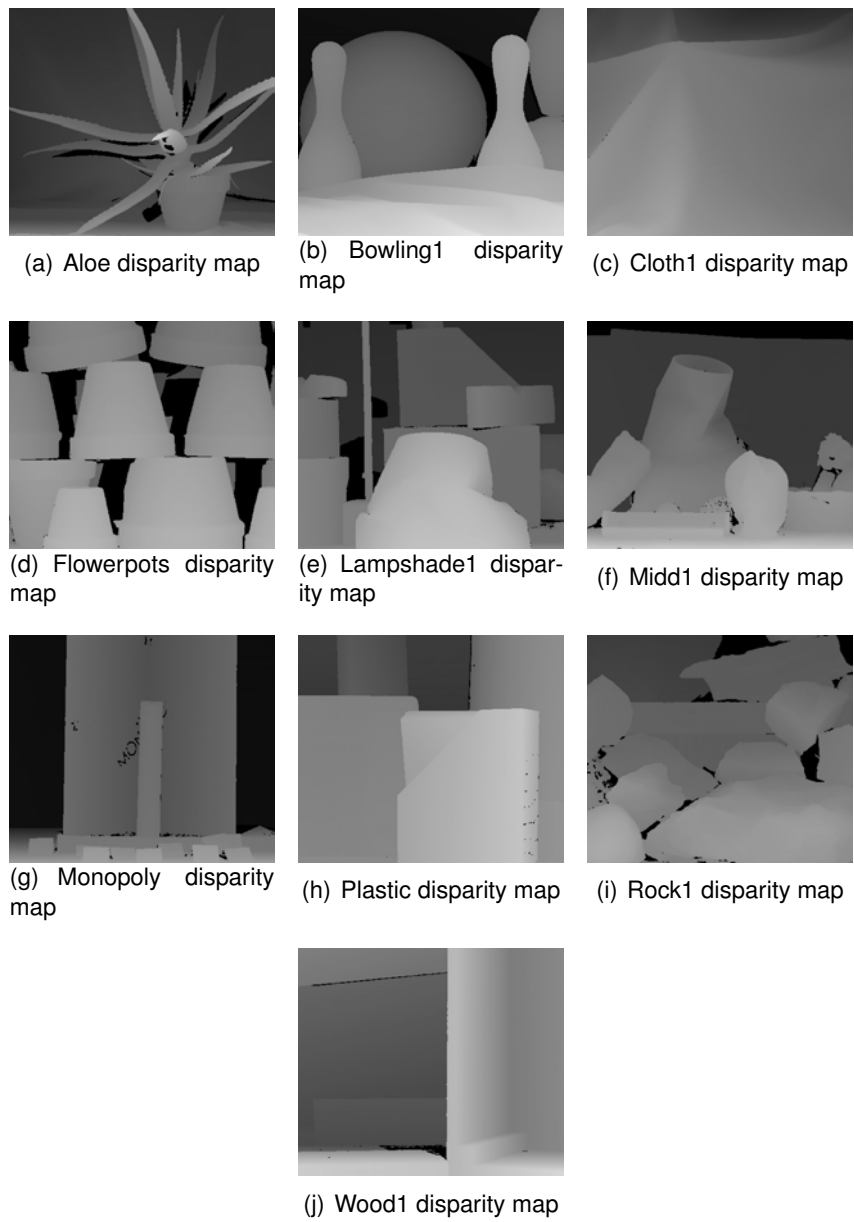 (a) Aloe disparity map
(b) Bowling1 disparity
map
(c) Cloth1 disparity map
(d) Flowerpots disparity
map
(e) Lampshade1 dispar-
ity map
(f) Midd1 disparity map
MON
(g) Monopoly disparity
map
(h) Plastic disparity map
(i) Rock1 disparity map
(j) Wood1 disparity map